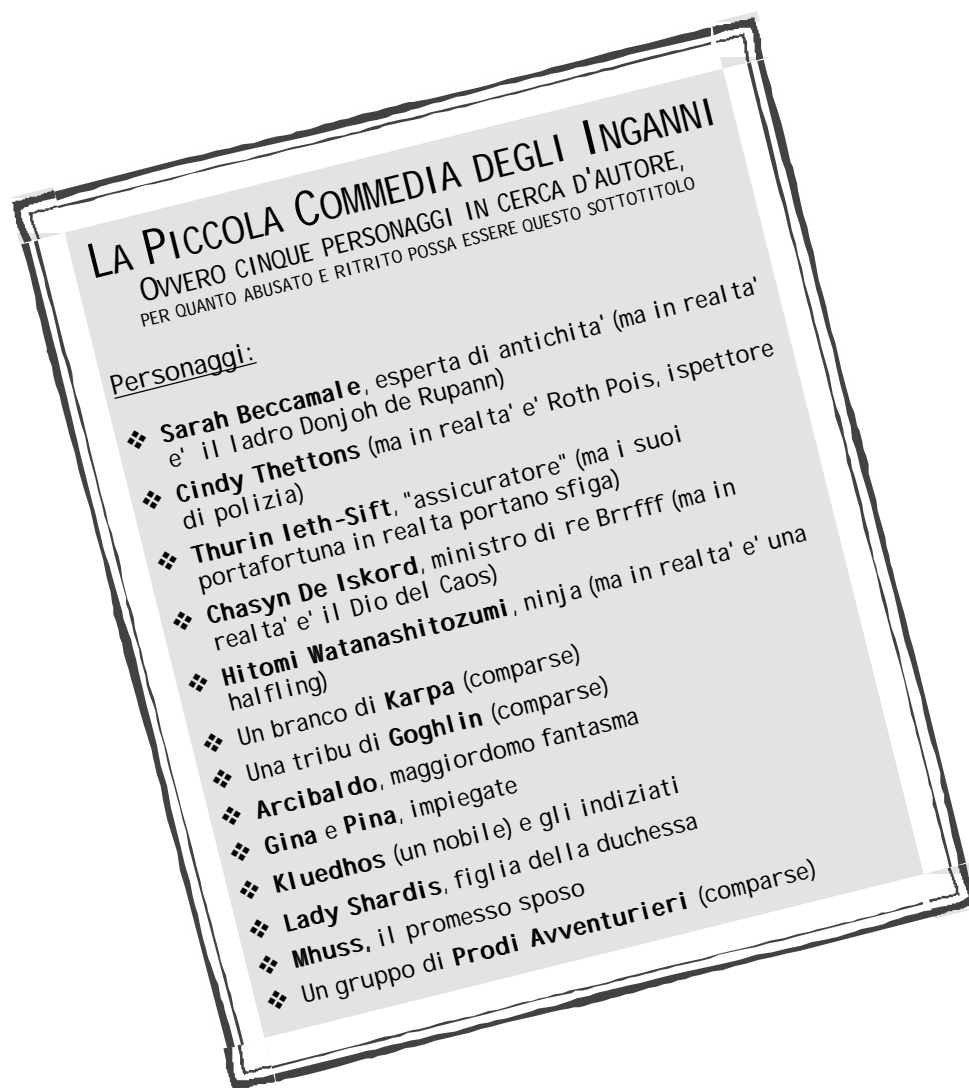 LA PICCOLA COMMEDIA DEGLI INGANNI
OVVERO CINQUE PERSONAGGI IN CERCA D'AUTORE,
PER QUANTO ABUSATO E RITRITO POSSA ESSERE QUESTO SOTTOTITOLO
Personaggi:
❖ Sarah Beccamale, esperta di antichita' (ma in realta'
e' il ladro Donjoh de Rupann)
❖ Cindy Thettons (ma in realta' e' Roth Pois, ispettore
di polizia)
❖ Thurin Ieth-Sift, "assicuratore" (ma i suoi
portafortuna in realta portano sfiga)
❖ Chasyn De Iskord, ministro di re Brrfff (ma in
realta' e' il Dio del Caos)
❖ Hitomi Watanashitozumi, ninja (ma in realta' e' una
halfling)
❖ Un branco di Karpa (comparse)
❖ Una tribu di Goghlin (comparse)
❖ Arcibaldo, maggiordomo fantasma
❖ Gina e Pina, impiegate
❖ Kluedhos (un nobile) e gli indiziati
❖ Lady Shardis, figlia della duchessa
❖ Mhuss, il promesso sposo
❖ Un gruppo di Prodi Avventurieri (comparse)